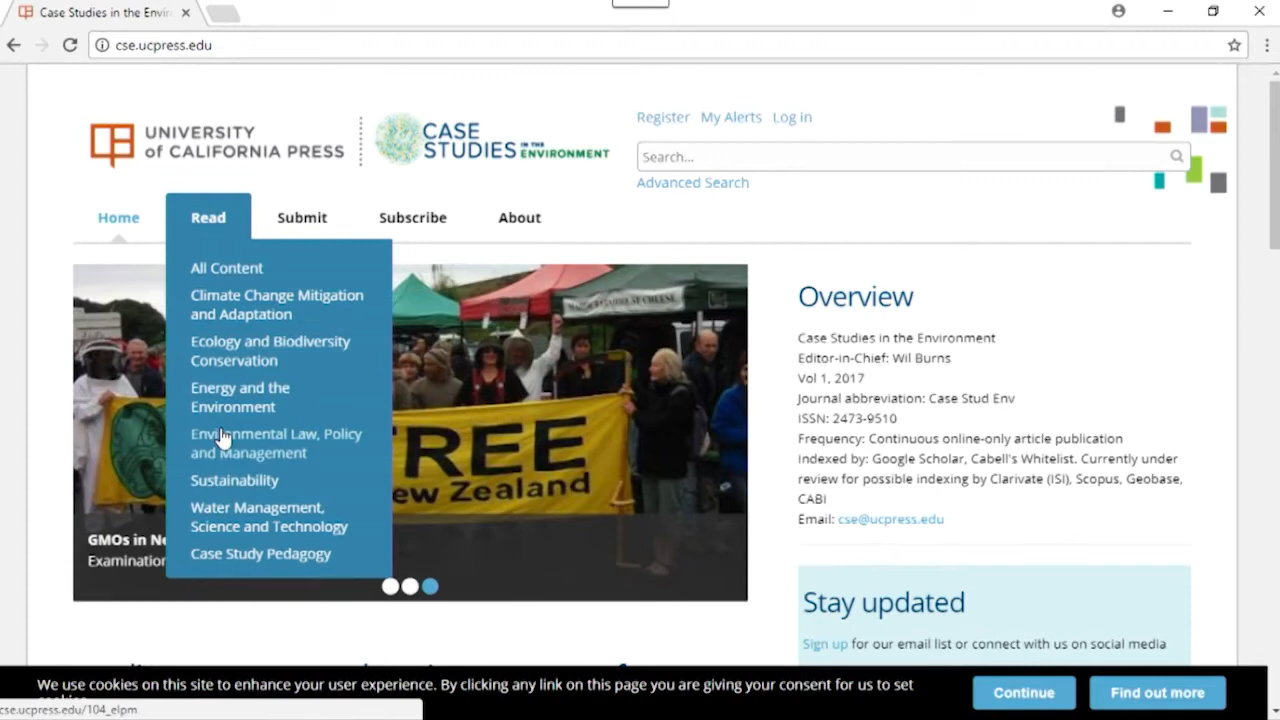 Case Studies in the Envir
cse.ucpress.edu
UNIVERSITY
of CALIFORNIA PRESS
CASE
STUDIES IN THE ENVIRONMENT
Register My Alerts Log in
Search...
Advanced Search
Home Read Submit Subscribe About
All Content
Climate Change Mitigation
and Adaptation
Ecology and Biodiversity
Conservation
Energy and the
Environment
Environmental Law, Policy
and Management
Sustainability
Water Management,
Science and Technology
Case Study Pedagogy
FREE
New Zealand
GMOs in Ne
Examination
Overview
Case Studies in the Environment
Editor-in-Chief: Wil Burns
Vol 1, 2017
Journal abbreviation: Case Stud Env
ISSN: 2473-9510
Frequency: Continuous online-only article publication
Indexed by: Google Scholar, Cabell's Whitelist. Currently under
review for possible indexing by Clarivate (ISI), Scopus, Geobase,
CABI
Email: cse@ucpress.edu
Stay updated
Sign up for our email list or connect with us on social media
We use cookies on this site to enhance your user experience. By clicking any link on this page you are giving your consent for us to set
cookies.
Continue Find out more
cse.ucpress.edu/104_elpm